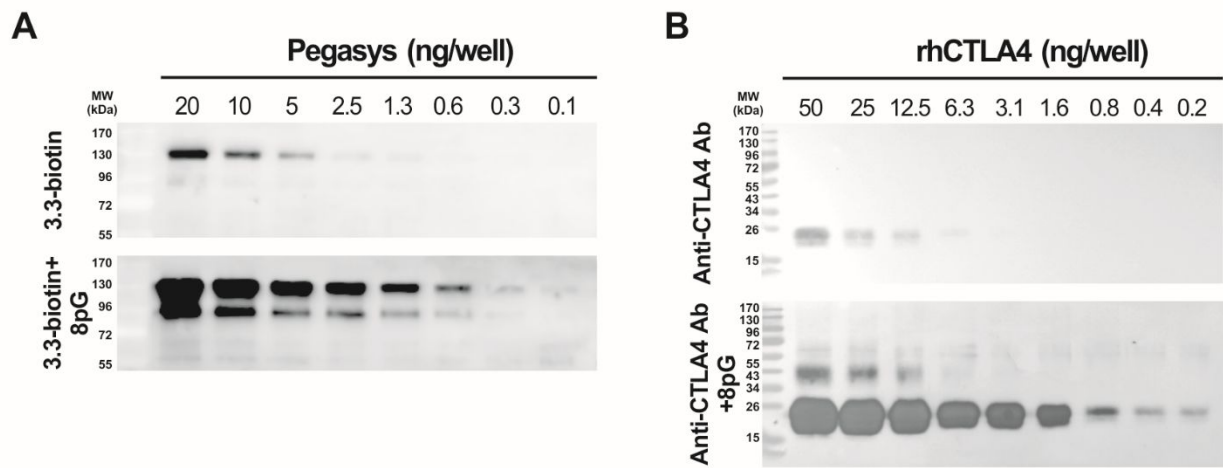 A
Pegasys (ng/well)
MW
(kDa)
20 10 5 2.5 1.3 0.6 0.3 0.1
3.3-biotin
170
130
96
72
55
3.3-biotin+
8pG
170
130
96
72
55
B
rhCTLA4 (ng/well)
MW
(kDa)
50 25 12.5 6.3 3.1 1.6 0.8 0.4 0.2
Anti-CTLA4 Ab
170
130
96
72
55
43
34
26
15
Anti-CTLA4 Ab
+8pG
170
130
96
72
55
43
34
26
15